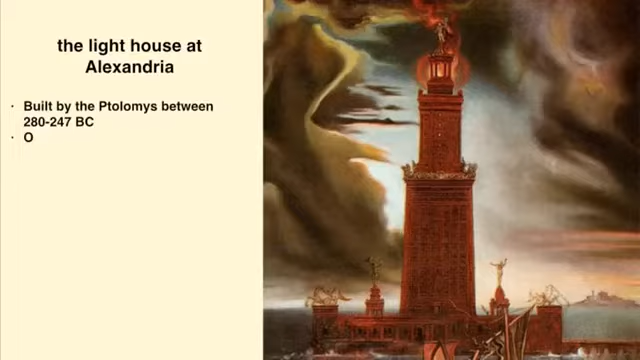 the light house at
Alexandria
· Built by the Ptolomys between
280-247 BC
· O